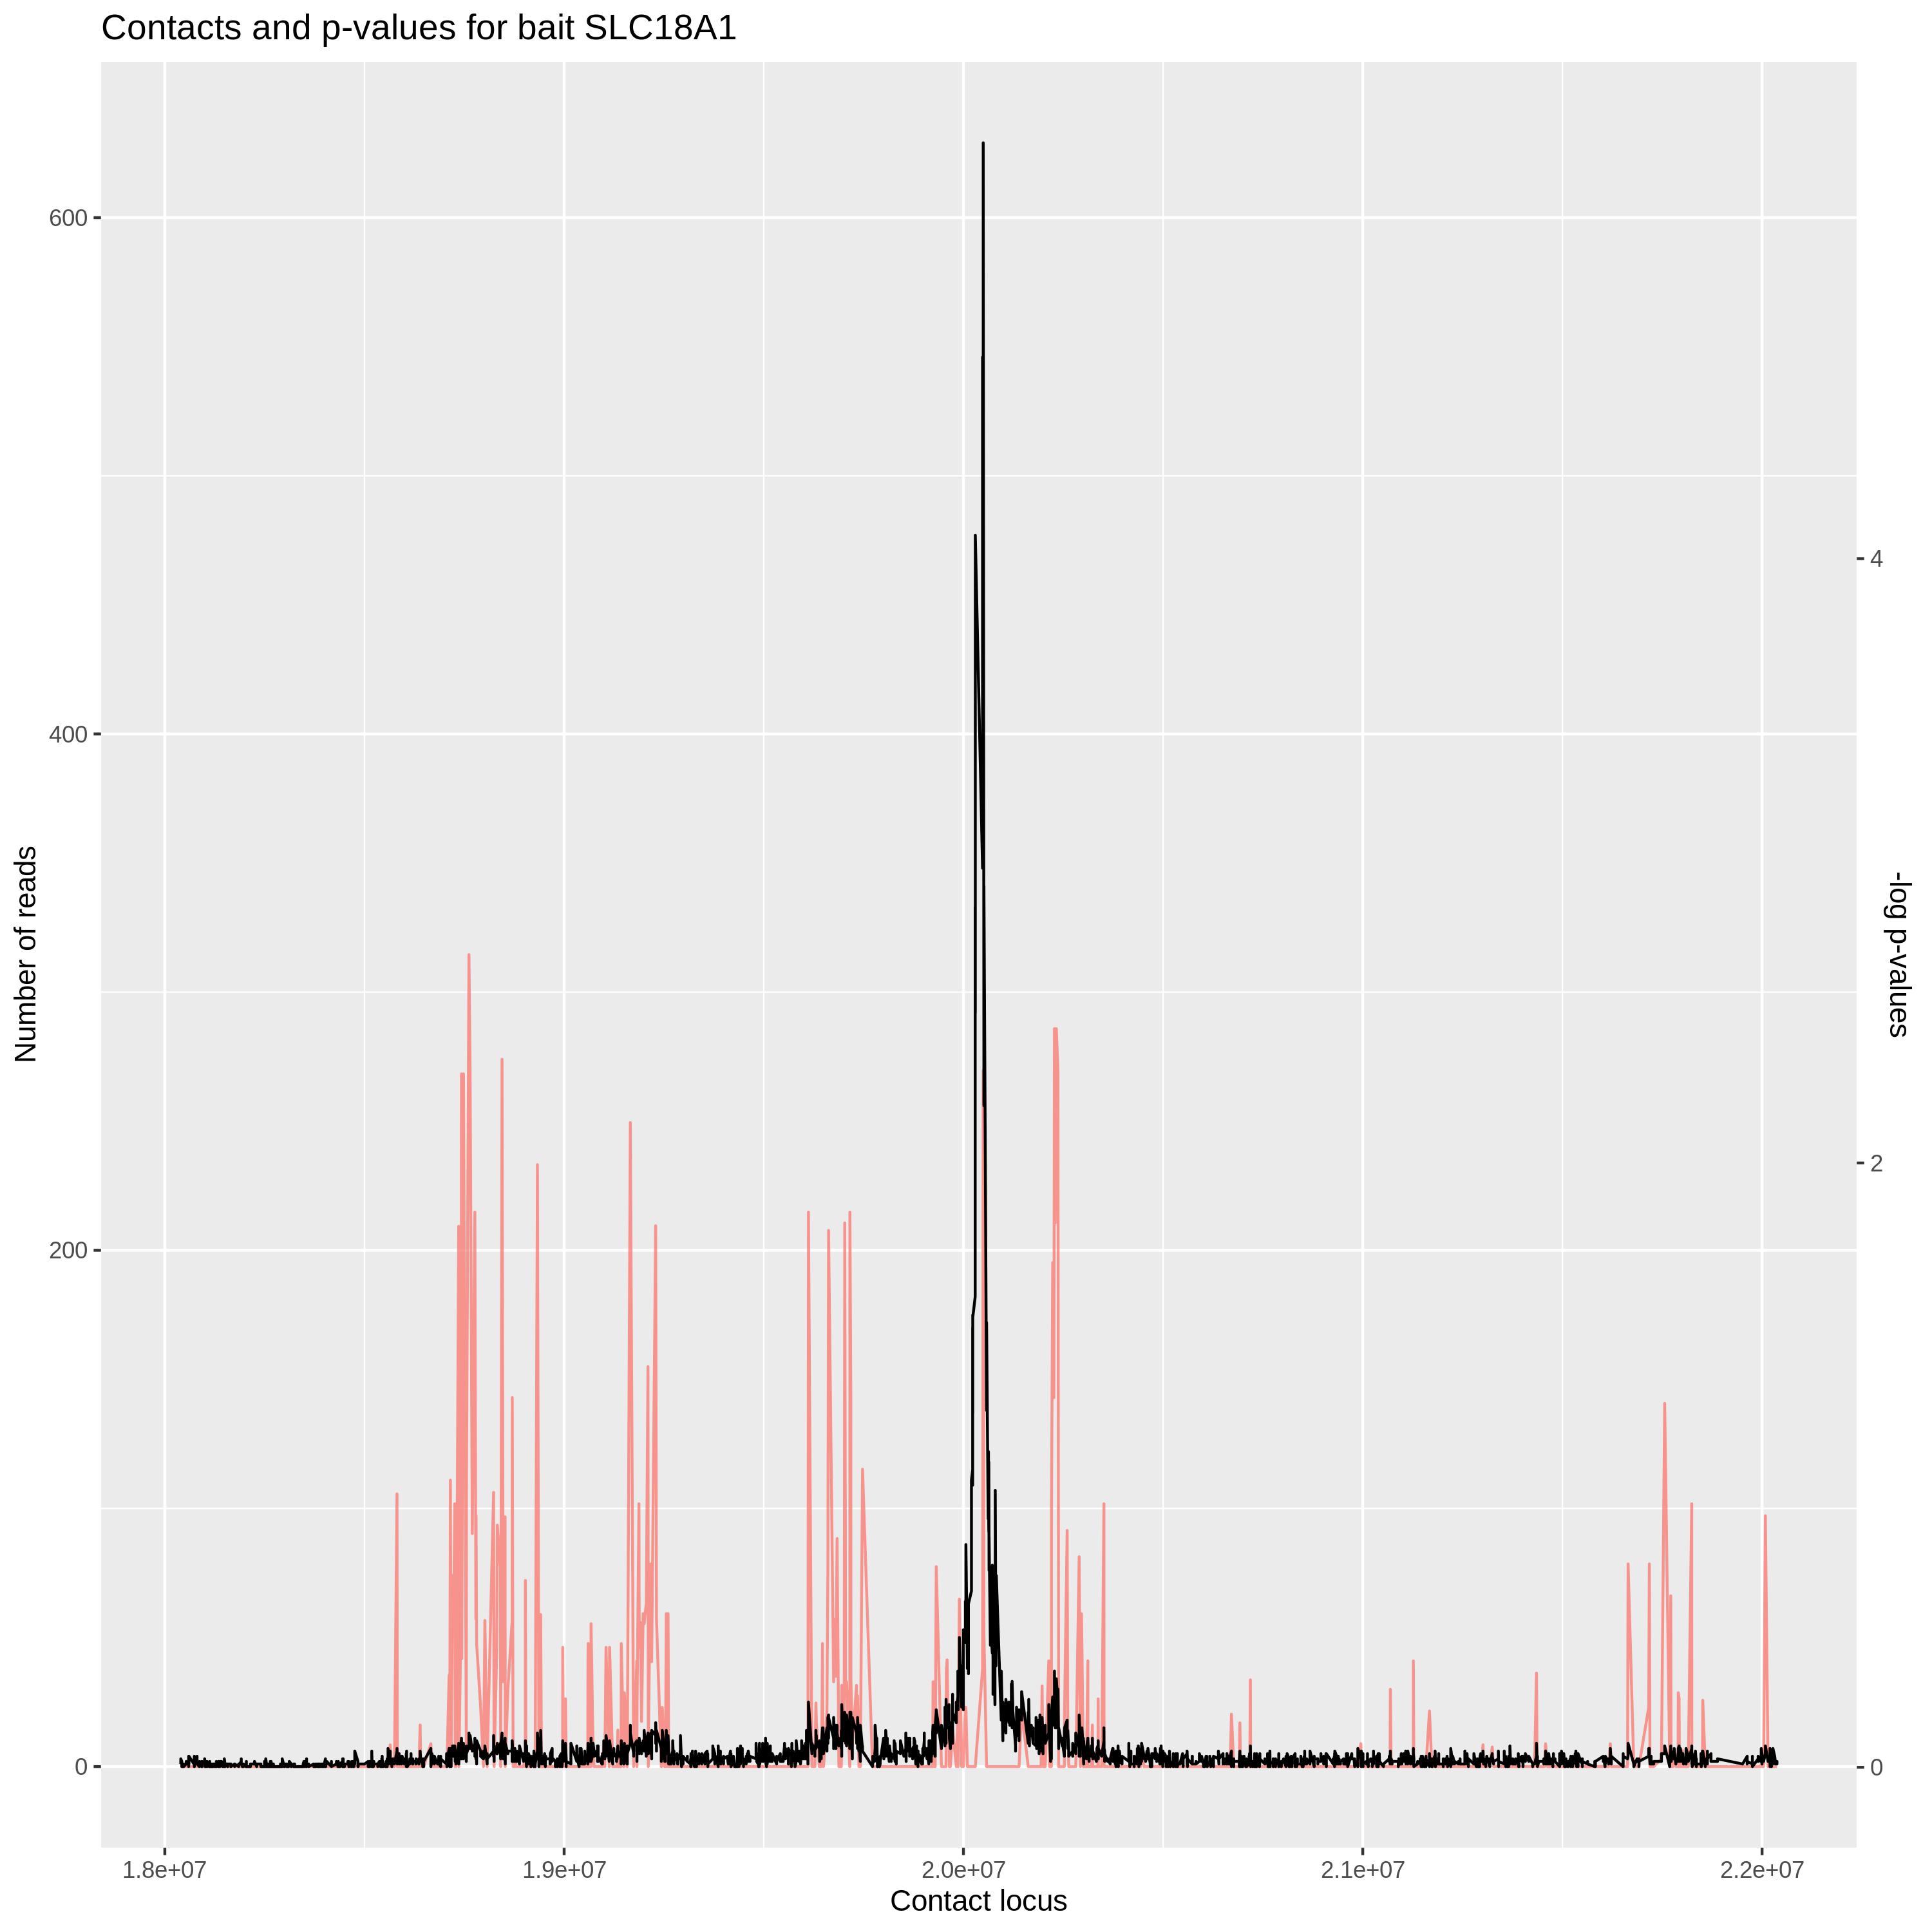 Contacts and p-values for bait SLC18A1
600
400
200
0
Number of reads
4
2
0
-log p-values
1.8e+07
1.9e+07
2.0e+07
2.1e+07
2.2e+07
Contact locus